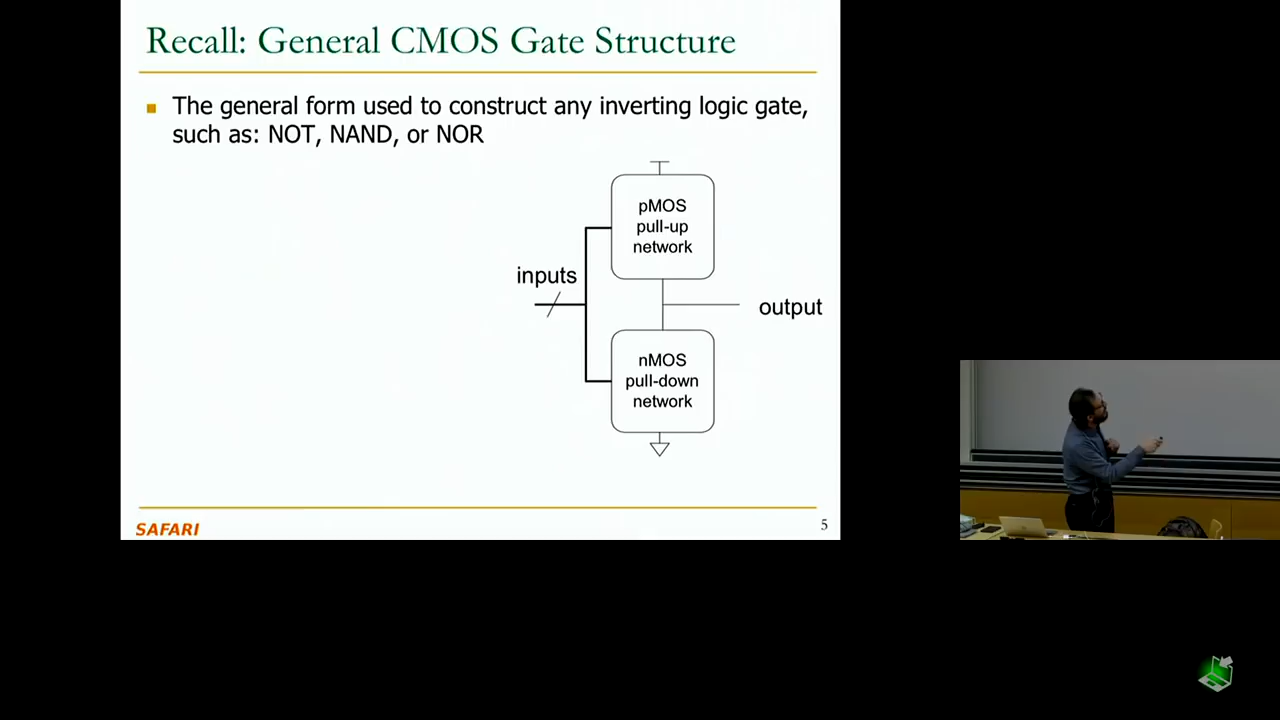 Recall: General CMOS Gate Structure
The general form used to construct any inverting logic gate,
such as: NOT, NAND, or NOR
pMOS
pull-up
network
inputs
output
nMOS
pull-down
network
SAFARI
5